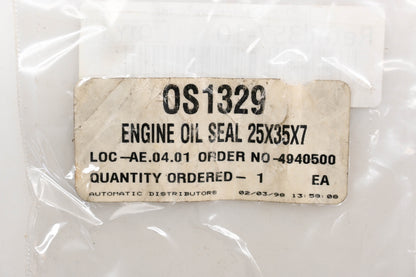 OS1329
ENGINE OIL SEAL 25X35X7
LOC-AE.04.01 ORDER NO-4940500
QUANTITY ORDERED- 1 EA
AUTOMATIC DISTRIBUTORS 02/03/98 13:59:08